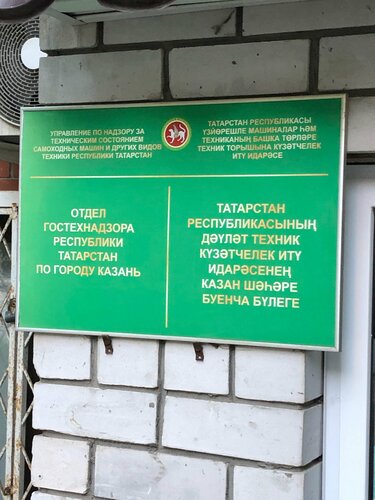 УПРАВЛЕНИЕ ПО НАДЗОРУ ЗА
ТЕХНИЧЕСКИМ СОСТОЯНИЕМ
САМОХОДНЫХ МАШИН И ДРУГИХ ВИДОВ
ТЕХНИКИ РЕСПУБЛИКИ ТАТАРСТАН
ТАТАРСТАН РЕСПУБЛИКАСЫ
ҮЗЙӨРЕШЛЕ МАШИНАЛАР ҺӘМ
ТЕХНИКАНЫҢ БАШКА ТӨРЛӘРЕ
ТЕХНИК ТОРЫШЫНА КҮЗӘТЧЕЛЕК
ИТҮ ИДАРӘСЕ
ОТДЕЛ
ГОСТЕХНАДЗОРА
РЕСПУБЛИКИ
ТАТАРСТАН
ПО ГОРОДУ КАЗАНЬ
ТАТАРСТАН
РЕСПУБЛИКАСЫНЫҢ
ДӘҮЛӘТ ТЕХНИК
КҮЗӘТЧЕЛЕК ИТҮ
ИДАРӘСЕНЕҢ
КАЗАН ШӘҺӘРЕ
БУЕНЧА БҮЛЕГЕ